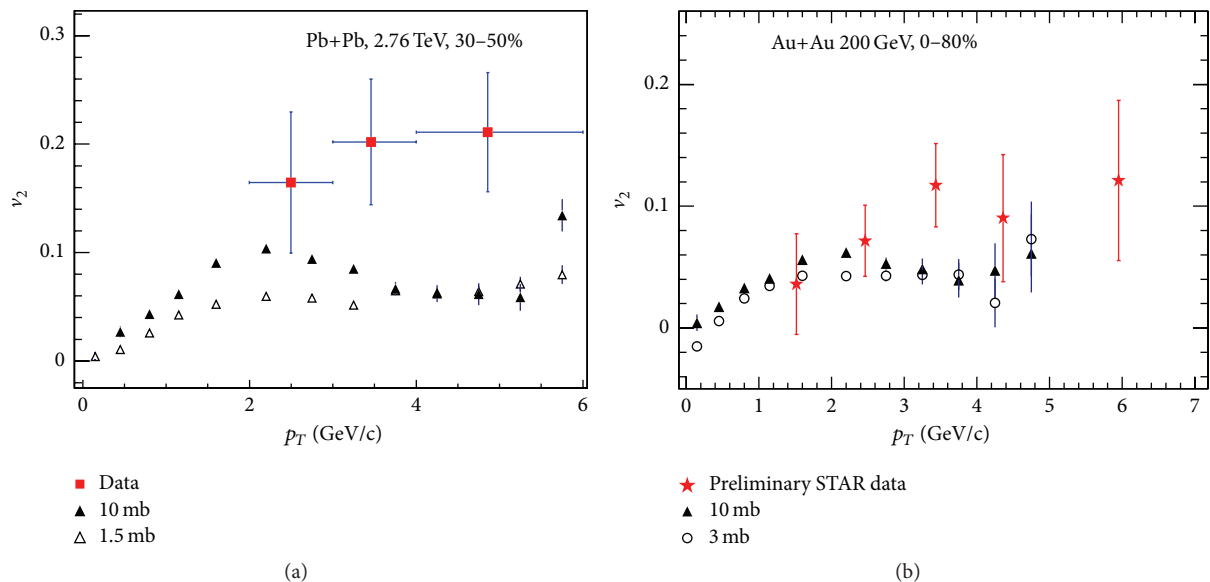 0.3
0.2
0.1
0
v2
Pb+Pb, 2.76 TeV, 30–50%
0 2 4 6
pT (GeV/c)
Data
10 mb
1.5 mb
(a)
0.2
0.1
0
v2
Au+Au 200 GeV, 0–80%
0 1 2 3 4 5 6 7
pT (GeV/c)
Preliminary STAR data
10 mb
3 mb
(b)